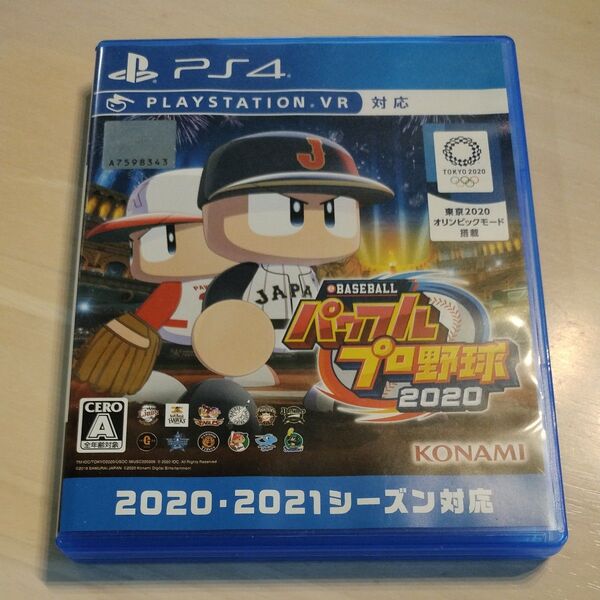 PS4
PLAYSTATION®VR 対応
A7598343
TOKYO 2020
東京2020
オリンピックモード
搭載
J
JAPA
BASEBALL
パワフル
プロ野球
2020
CERO
A
全年齢対象
KONAMI
2020・2021シーズン対応